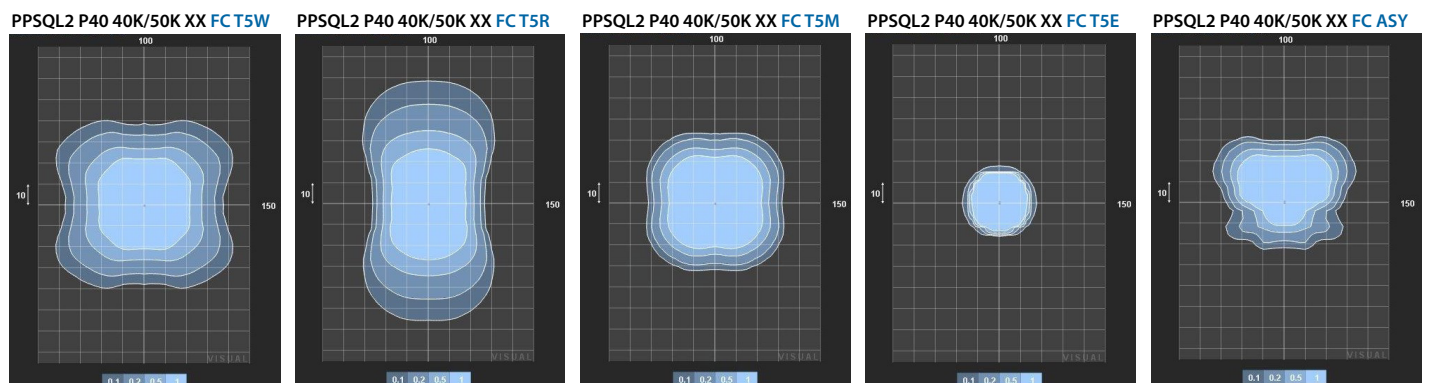 PPSQL2 P40 40K/50K XX FC T5W
100
10
150
VISUAL
0.1 0.2 0.5 1
PPSQL2 P40 40K/50K XX FC T5R
100
10
150
VISUAL
0.1 0.2 0.5 1
PPSQL2 P40 40K/50K XX FC T5M
100
10
150
VISUAL
0.1 0.2 0.5 1
PPSQL2 P40 40K/50K XX FC T5E
100
10
150
VISUAL
0.1 0.2 0.5 1
PPSQL2 P40 40K/50K XX FC ASY
100
10
150
VISUAL
0.1 0.2 0.5 1